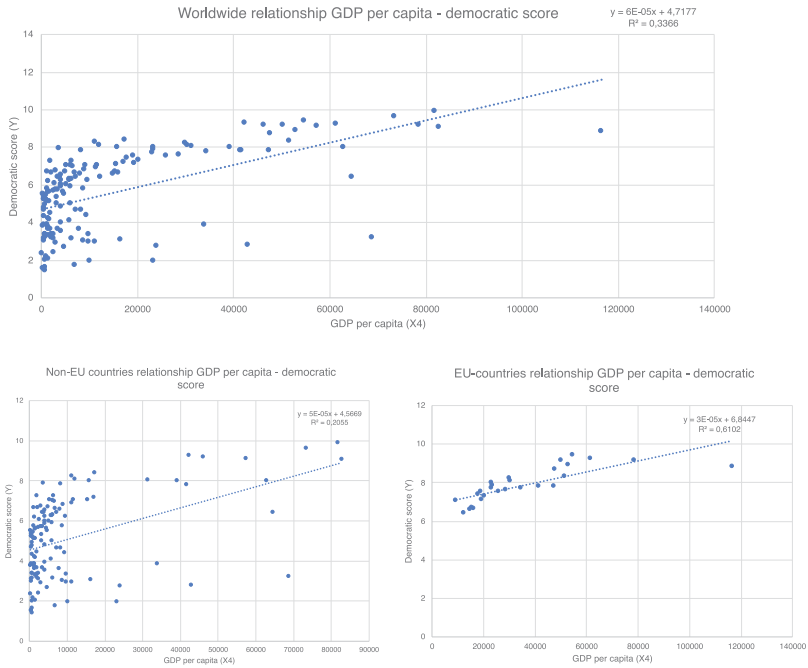 Worldwide relationship GDP per capita - democratic score
y = 6E-05x + 4,7177
R² = 0,3366
Democratic score (Y)
14
12
10
8
6
4
2
0
0 20000 40000 60000 80000 100000 120000 140000
GDP per capita (X4)
Non-EU countries relationship GDP per capita - democratic
score
y = 5E-05x + 4,5669
R² = 0,2055
Democratic score (Y)
12
10
8
6
4
2
0
0 10000 20000 30000 40000 50000 60000 70000 80000 90000
GDP per capita (X4)
EU-countries relationship GDP per capita - democratic
score
y = 3E-05x + 6,8447
R² = 0,6102
Democratic score (Y)
12
10
8
6
4
2
0
0 20000 40000 60000 80000 100000 120000 140000
GDP per capita (X4)